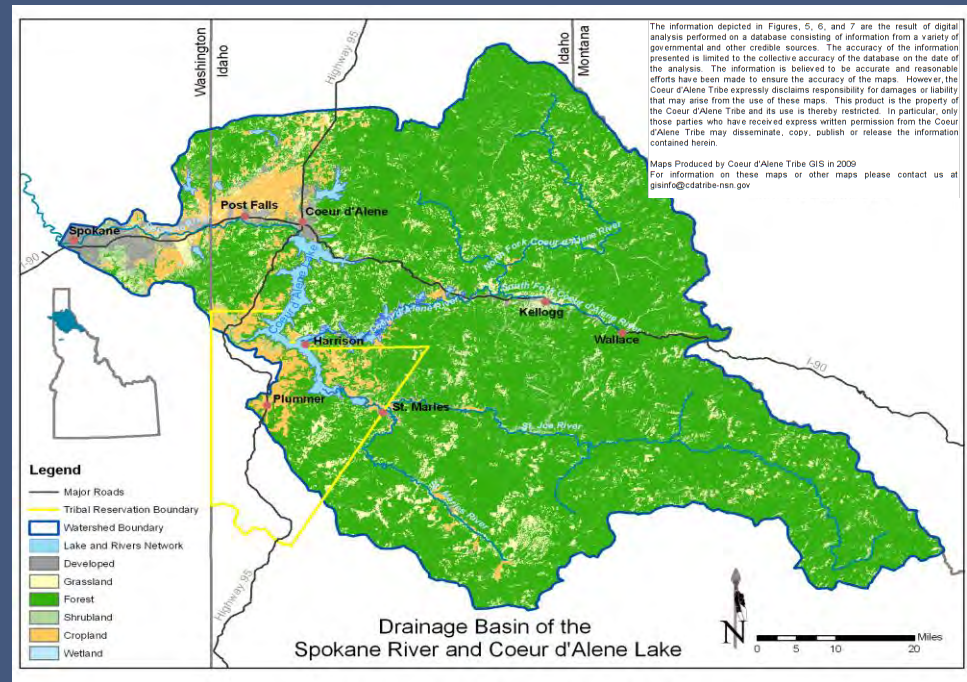 The information depicted in Figures, 5, 6, and 7 are the result of digital
analysis performed on a database consisting of information from a variety of
governmental and other credible sources. The accuracy of the information
presented is limited to the collective accuracy of the database on the date of
the analysis. The information is believed to be accurate and reasonable
efforts have been made to ensure the accuracy of the maps. However, the
Coeur d'Alene Tribe expressly disclaims responsibility for damages or liability
that may arise from the use of these maps. This product is the property of
the Coeur d'Alene Tribe and its use is thereby restricted. In particular, only
those parties who have received express written permission from the Coeur
d'Alene Tribe may disseminate, copy, publish or release the information
contained herein.
Maps Produced by Coeur d'Alene Tribe GIS in 2009
For information on these maps or other maps please contact us at
gisinfo@cdatribe-nsn.gov
Washington
Idaho
Highway 95
Idaho
Montana
Post Falls
Coeur d'Alene
Spokane
I-90
North Fork Coeur d'Alene River
Coeur d'Alene Lake
Coeur d'Alene River
South Fork Coeur d'Alene River
Kellogg
Wallace
I-90
Harrison
Plummer
St. Maries
St. Joe River
St. Maries River
Highway 95
Legend
Major Roads
Tribal Reservation Boundary
Watershed Boundary
Lake and Rivers Network
Developed
Grassland
Forest
Shrubland
Cropland
Wetland
Drainage Basin of the
Spokane River and Coeur d'Alene Lake
N
Miles
0 5 10 20